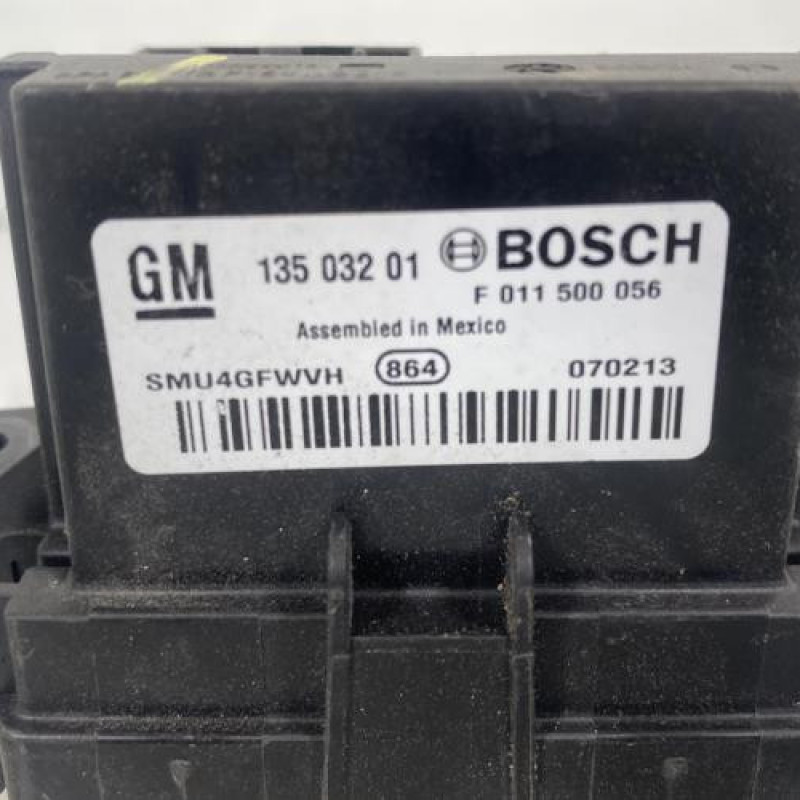 GM 135 032 01 BOSCH
F 011 500 056
Assembled in Mexico
SMU4GFWVH 864 070213